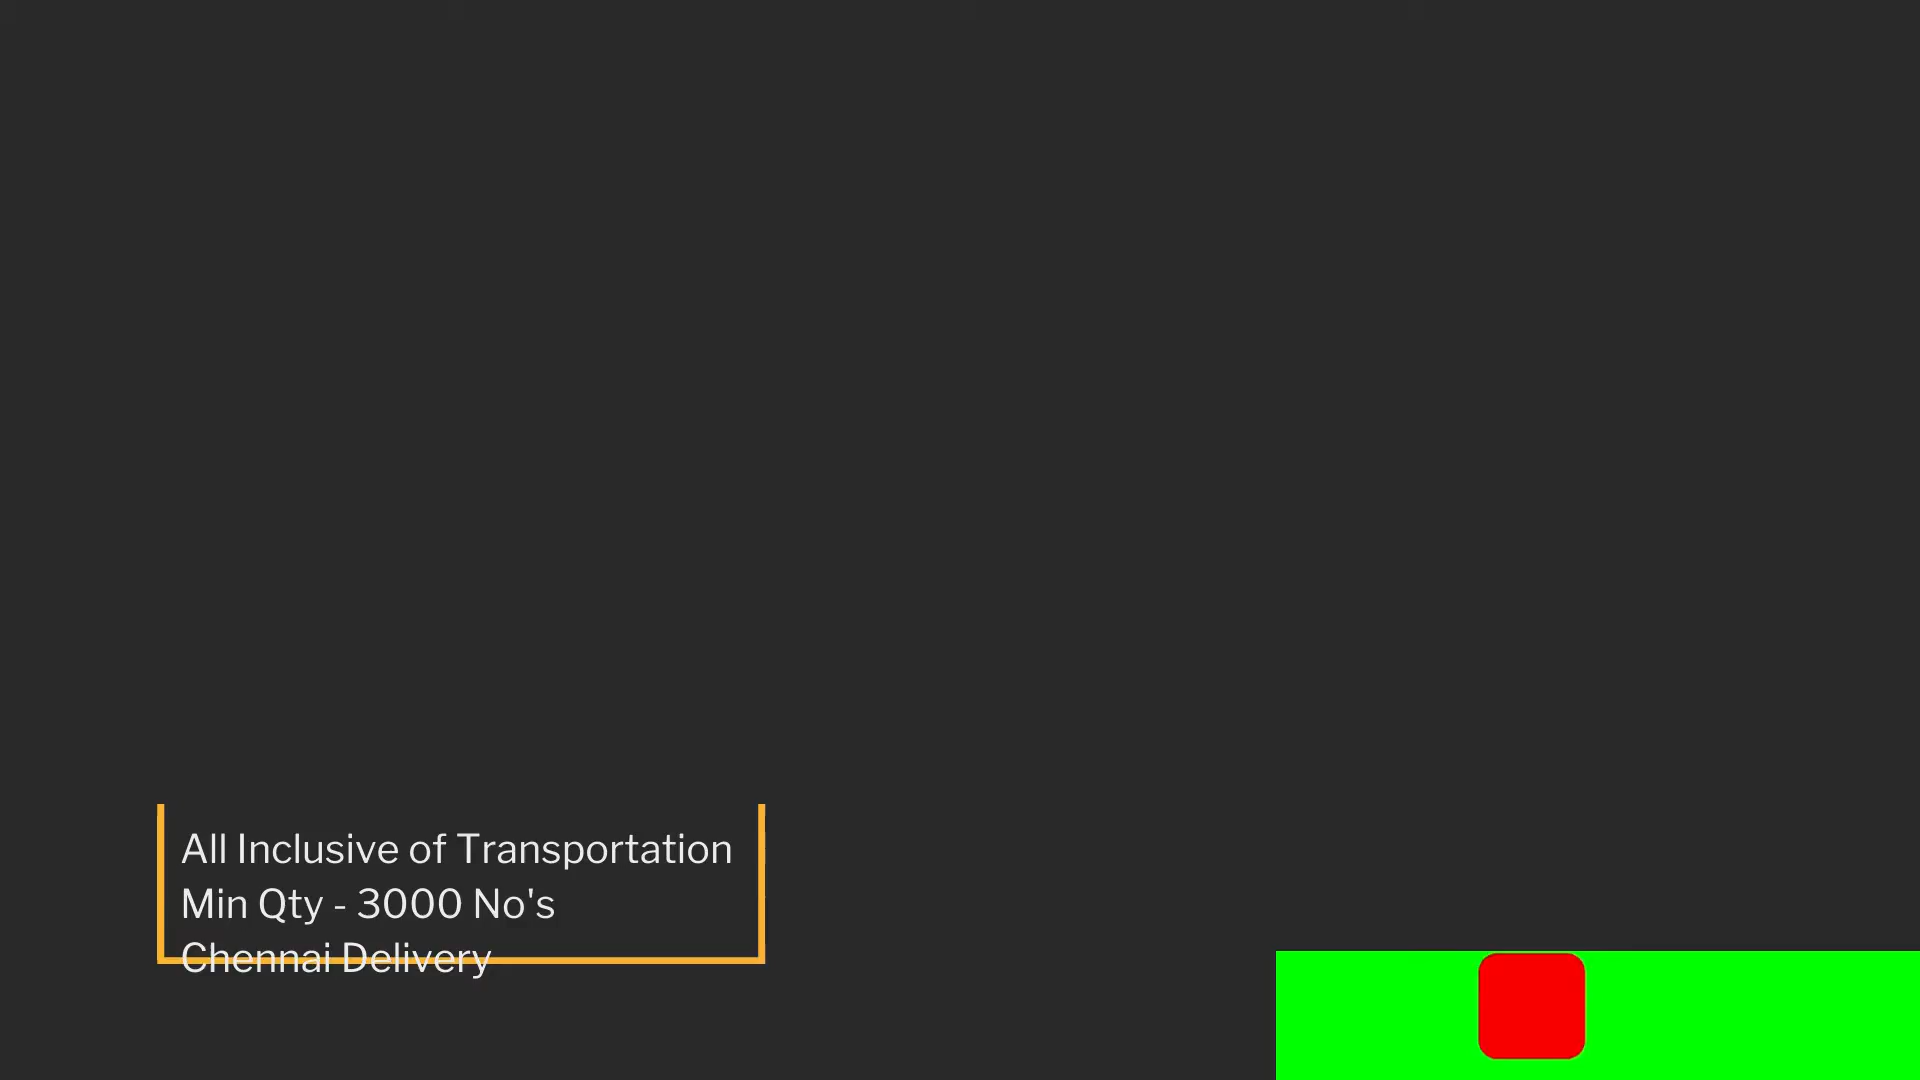 All Inclusive of Transportation
Min Qty - 3000 No's
Chennai Delivery